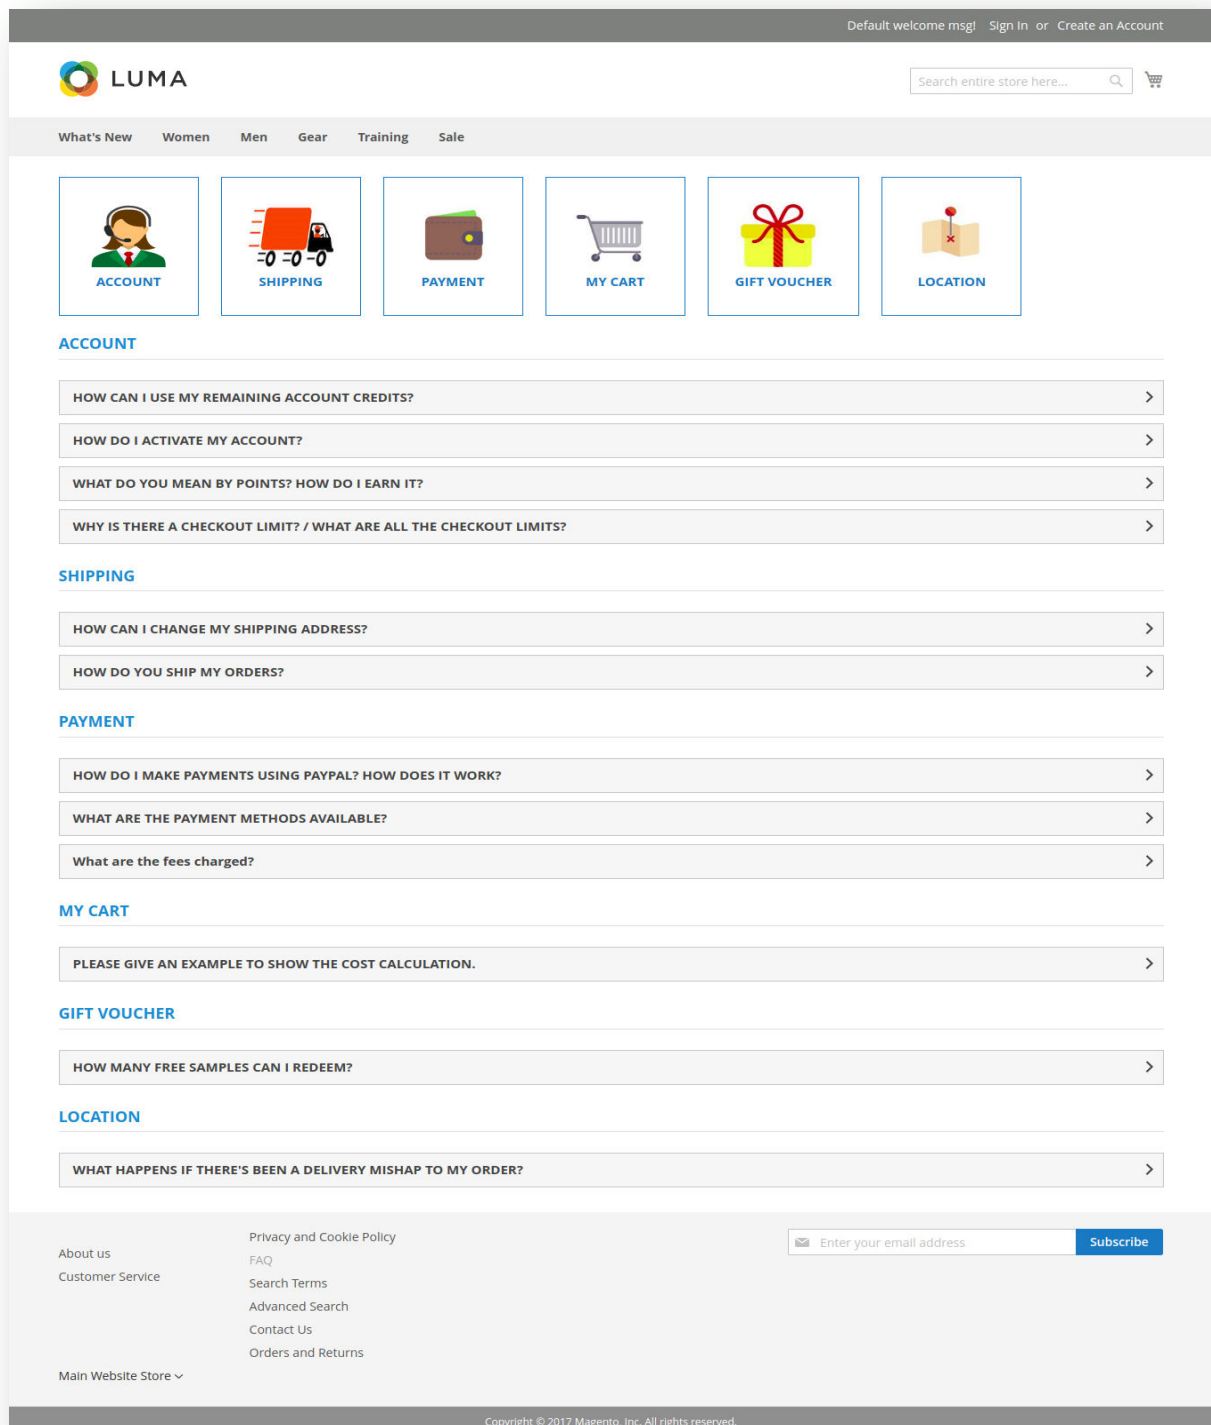 Default welcome msg! Sign In or Create an Account
LUMA
Search entire store here...
What's New Women Men Gear Training Sale
ACCOUNT SHIPPING PAYMENT MY CART GIFT VOUCHER LOCATION
ACCOUNT
HOW CAN I USE MY REMAINING ACCOUNT CREDITS?
HOW DO I ACTIVATE MY ACCOUNT?
WHAT DO YOU MEAN BY POINTS? HOW DO I EARN IT?
WHY IS THERE A CHECKOUT LIMIT? / WHAT ARE ALL THE CHECKOUT LIMITS?
SHIPPING
HOW CAN I CHANGE MY SHIPPING ADDRESS?
HOW DO YOU SHIP MY ORDERS?
PAYMENT
HOW DO I MAKE PAYMENTS USING PAYPAL? HOW DOES IT WORK?
WHAT ARE THE PAYMENT METHODS AVAILABLE?
What are the fees charged?
MY CART
PLEASE GIVE AN EXAMPLE TO SHOW THE COST CALCULATION.
GIFT VOUCHER
HOW MANY FREE SAMPLES CAN I REDEEM?
LOCATION
WHAT HAPPENS IF THERE'S BEEN A DELIVERY MISHAP TO MY ORDER?
About us
Customer Service
Privacy and Cookie Policy
FAQ
Search Terms
Advanced Search
Contact Us
Orders and Returns
Enter your email address Subscribe
Main Website Store
Copyright © 2017 Magento, Inc. All rights reserved.